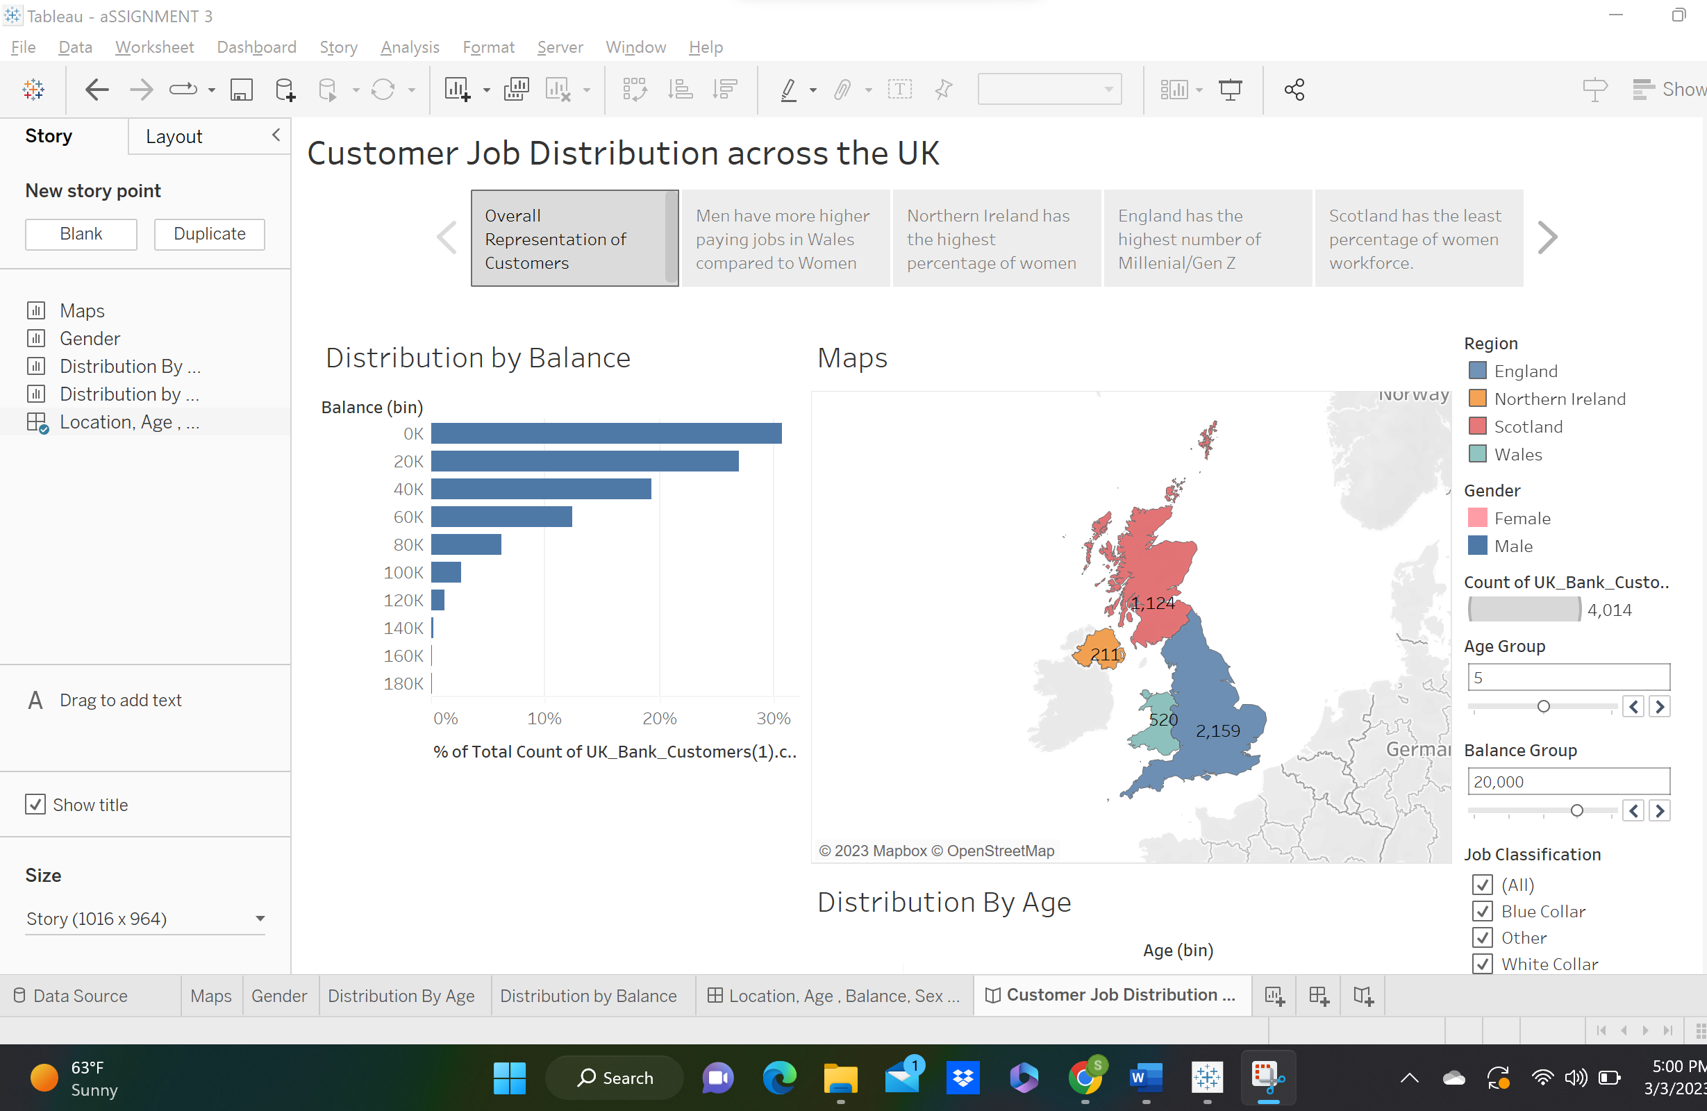 Tableau - aSSIGNMENT 3
File Data Worksheet Dashboard Story Analysis Format Server Window Help
Show
Story Layout
New story point
Blank Duplicate
Maps
Gender
Distribution By ...
Distribution by ...
Location, Age , ...
A Drag to add text
Show title
Size
Story (1016 x 964)
Customer Job Distribution across the UK
Overall
Representation of
Customers
Men have more higher
paying jobs in Wales
compared to Women
Northern Ireland has
the highest
percentage of women
England has the
highest number of
Millenial/Gen Z
Scotland has the least
percentage of women
workforce.
Distribution by Balance
Balance (bin)
0K
20K
40K
60K
80K
100K
120K
140K
160K
180K
0% 10% 20% 30%
% of Total Count of UK_Bank_Customers(1).c..
Maps
Norway
1,124
211
520
2,159
Germa
© 2023 Mapbox © OpenStreetMap
Distribution By Age
Age (bin)
Region
England
Northern Ireland
Scotland
Wales
Gender
Female
Male
Count of UK_Bank_Custo..
4,014
Age Group
5
Balance Group
20,000
Job Classification
(All)
Blue Collar
Other
White Collar
Data Source Maps Gender Distribution By Age Distribution by Balance Location, Age , Balance, Sex ... Customer Job Distribution ...
63°F
Sunny
Search
1
S
W
5:00 PM
3/3/2023